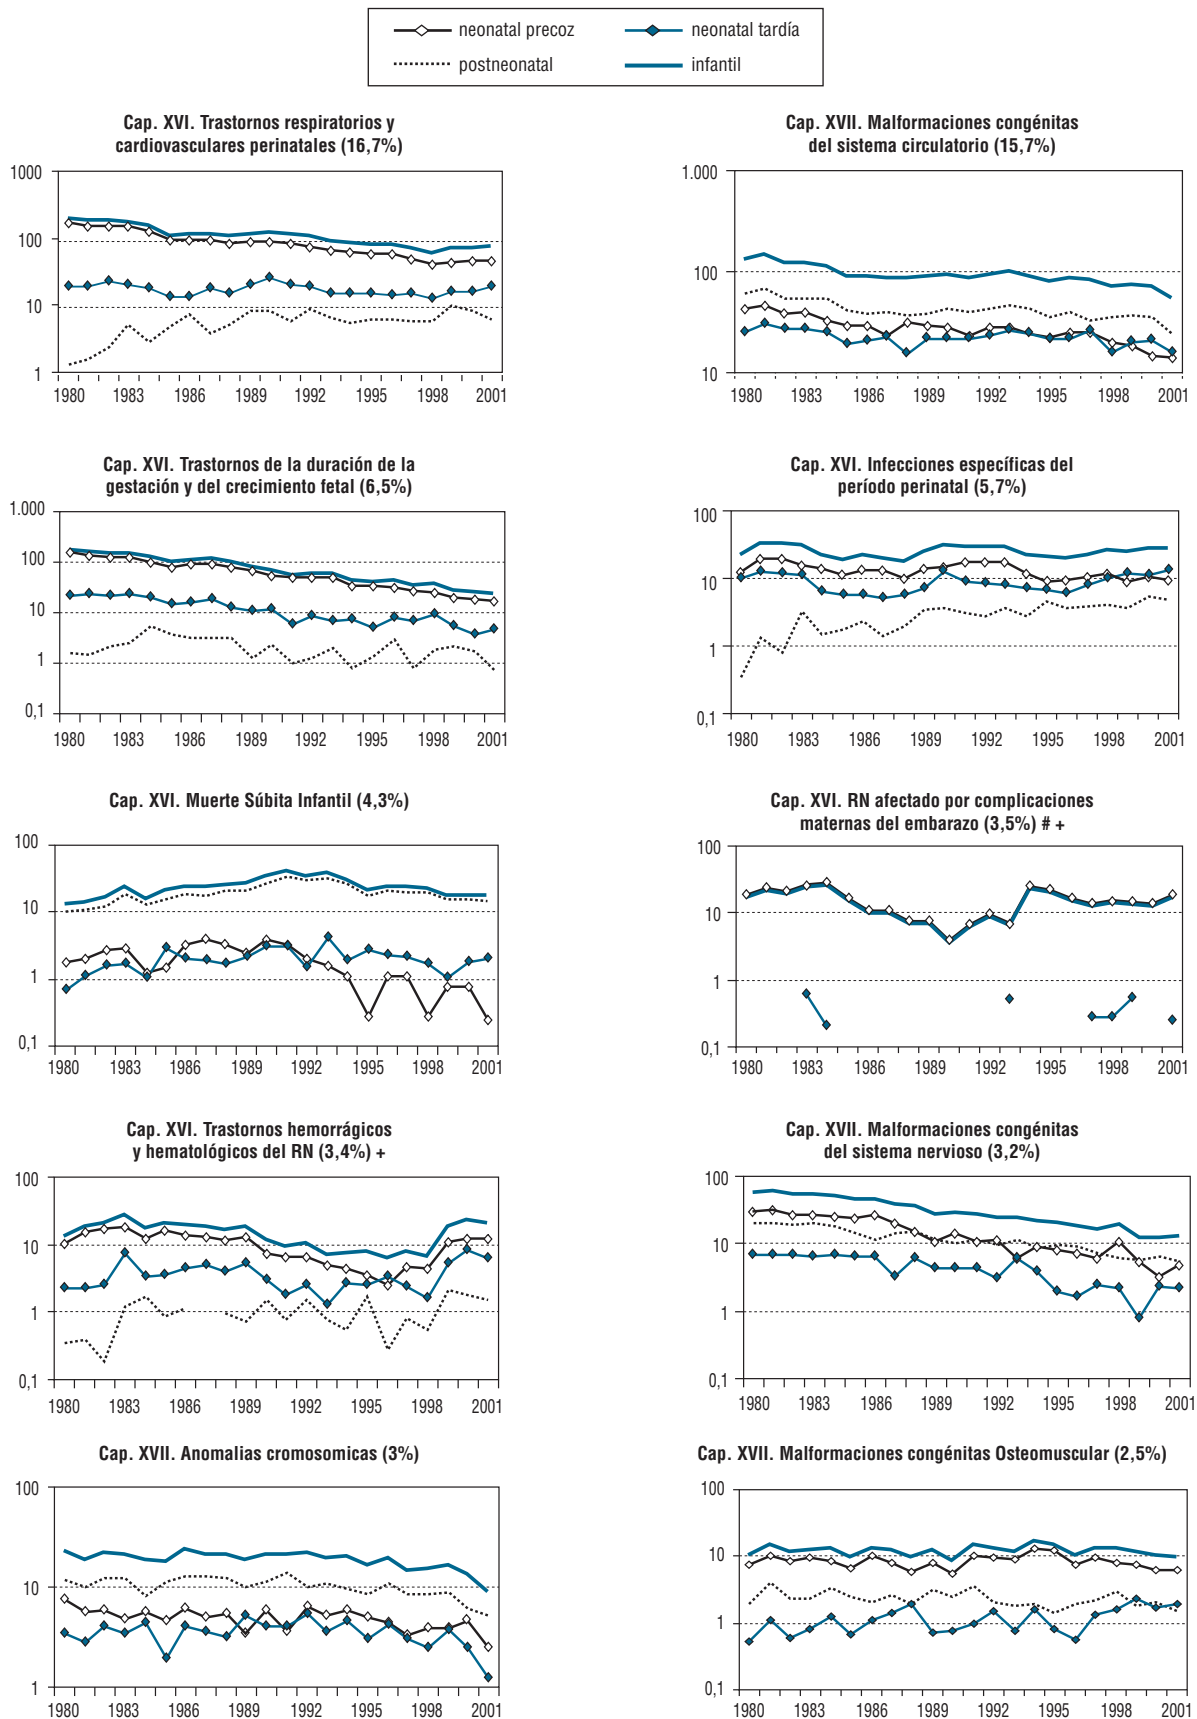 neonatal precoz
neonatal tardía
postneonatal
infantil
Cap. XVI. Trastornos respiratorios y
cardiovasculares perinatales (16,7%)
1000
100
10
1
1980 1983 1986 1989 1992 1995 1998 2001
Cap. XVII. Malformaciones congénitas
del sistema circulatorio (15,7%)
1.000
100
10
1980 1983 1986 1989 1992 1995 1998 2001
Cap. XVI. Trastornos de la duración de la
gestación y del crecimiento fetal (6,5%)
1.000
100
10
1
0,1
1980 1983 1986 1989 1992 1995 1998 2001
Cap. XVI. Infecciones específicas del
período perinatal (5,7%)
100
10
1
0,1
1980 1983 1986 1989 1992 1995 1998 2001
Cap. XVI. Muerte Súbita Infantil (4,3%)
100
10
1
0,1
1980 1983 1986 1989 1992 1995 1998 2001
Cap. XVI. RN afectado por complicaciones
maternas del embarazo (3,5%) # +
100
10
1
0,1
1980 1983 1986 1989 1992 1995 1998 2001
Cap. XVI. Trastornos hemorrágicos
y hematológicos del RN (3,4%) +
100
10
1
0,1
1980 1983 1986 1989 1992 1995 1998 2001
Cap. XVII. Malformaciones congénitas
del sistema nervioso (3,2%)
100
10
1
0,1
1980 1983 1986 1989 1992 1995 1998 2001
Cap. XVII. Anomalias cromosomicas (3%)
100
10
1
1980 1983 1986 1989 1992 1995 1998 2001
Cap. XVII. Malformaciones congénitas Osteomuscular (2,5%)
100
10
1
0,1
1980 1983 1986 1989 1992 1995 1998 2001